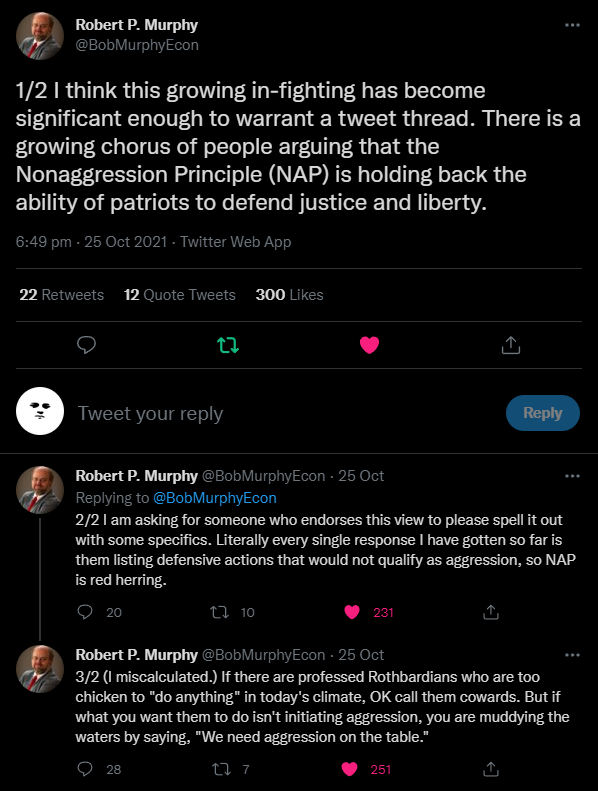 Robert P. Murphy
@BobMurphyEcon
1/2 I think this growing in-fighting has become
significant enough to warrant a tweet thread. There is a
growing chorus of people arguing that the
Nonaggression Principle (NAP) is holding back the
ability of patriots to defend justice and liberty.
6:49 pm · 25 Oct 2021 · Twitter Web App
22 Retweets 12 Quote Tweets 300 Likes
Tweet your reply
Reply
Robert P. Murphy @BobMurphyEcon · 25 Oct
Replying to @BobMurphyEcon
2/2 I am asking for someone who endorses this view to please spell it out
with some specifics. Literally every single response I have gotten so far is
them listing defensive actions that would not qualify as aggression, so NAP
is red herring.
20 10 231
Robert P. Murphy @BobMurphyEcon · 25 Oct
3/2 (I miscalculated.) If there are professed Rothbardians who are too
chicken to "do anything" in today's climate, OK call them cowards. But if
what you want them to do isn't initiating aggression, you are muddying the
waters by saying, "We need aggression on the table."
28 7 251